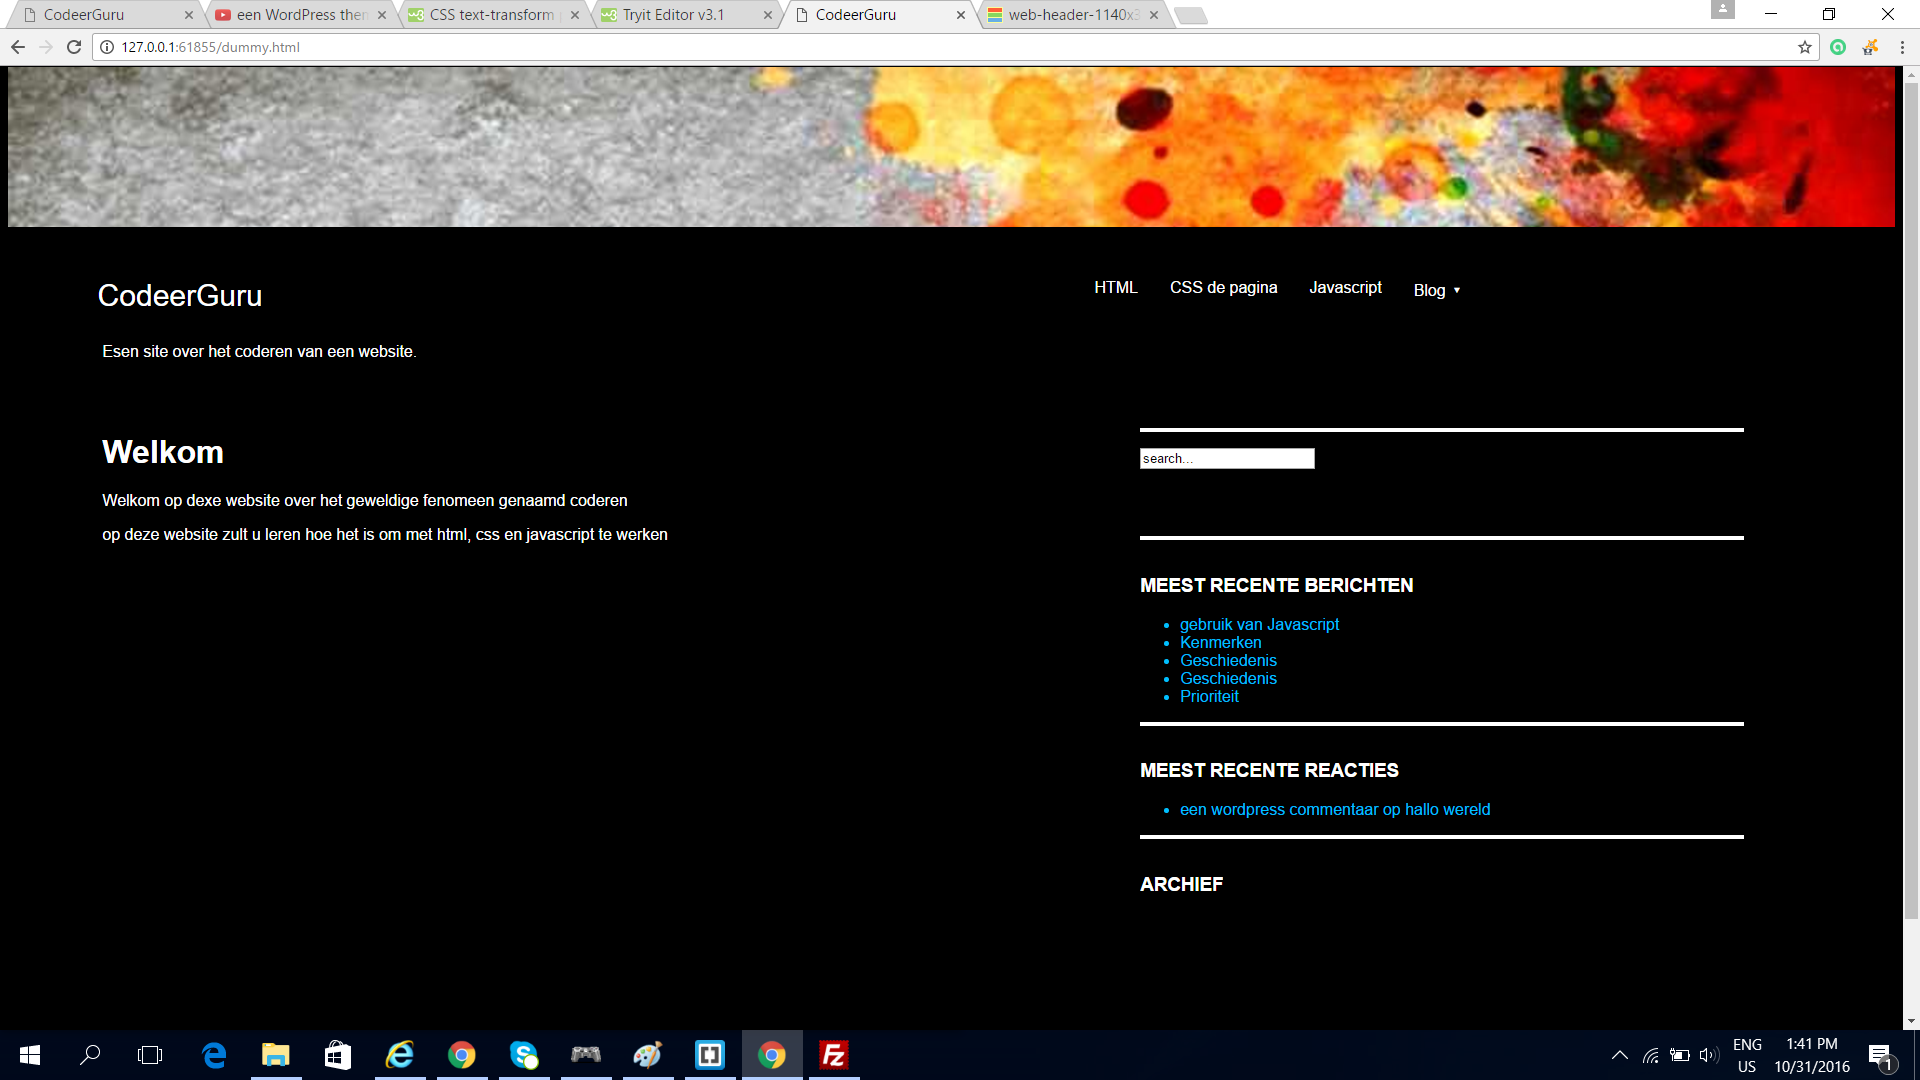 CodeerGuru
een WordPress them
CSS text-transform
Tryit Editor v3.1
CodeerGuru
web-header-1140x3
127.0.0.1:61855/dummy.html
CodeerGuru
HTML
CSS de pagina
Javascript
Blog ▼
Esen site over het coderen van een website.
Welkom
Welkom op dexe website over het geweldige fenomeen genaamd coderen
op deze website zult u leren hoe het is om met html, css en javascript te werken
search...
MEEST RECENTE BERICHTEN
gebruik van Javascript
Kenmerken
Geschiedenis
Geschiedenis
Prioriteit
MEEST RECENTE REACTIES
een wordpress commentaar op hallo wereld
ARCHIEF
ENG
US
1:41 PM
10/31/2016
1